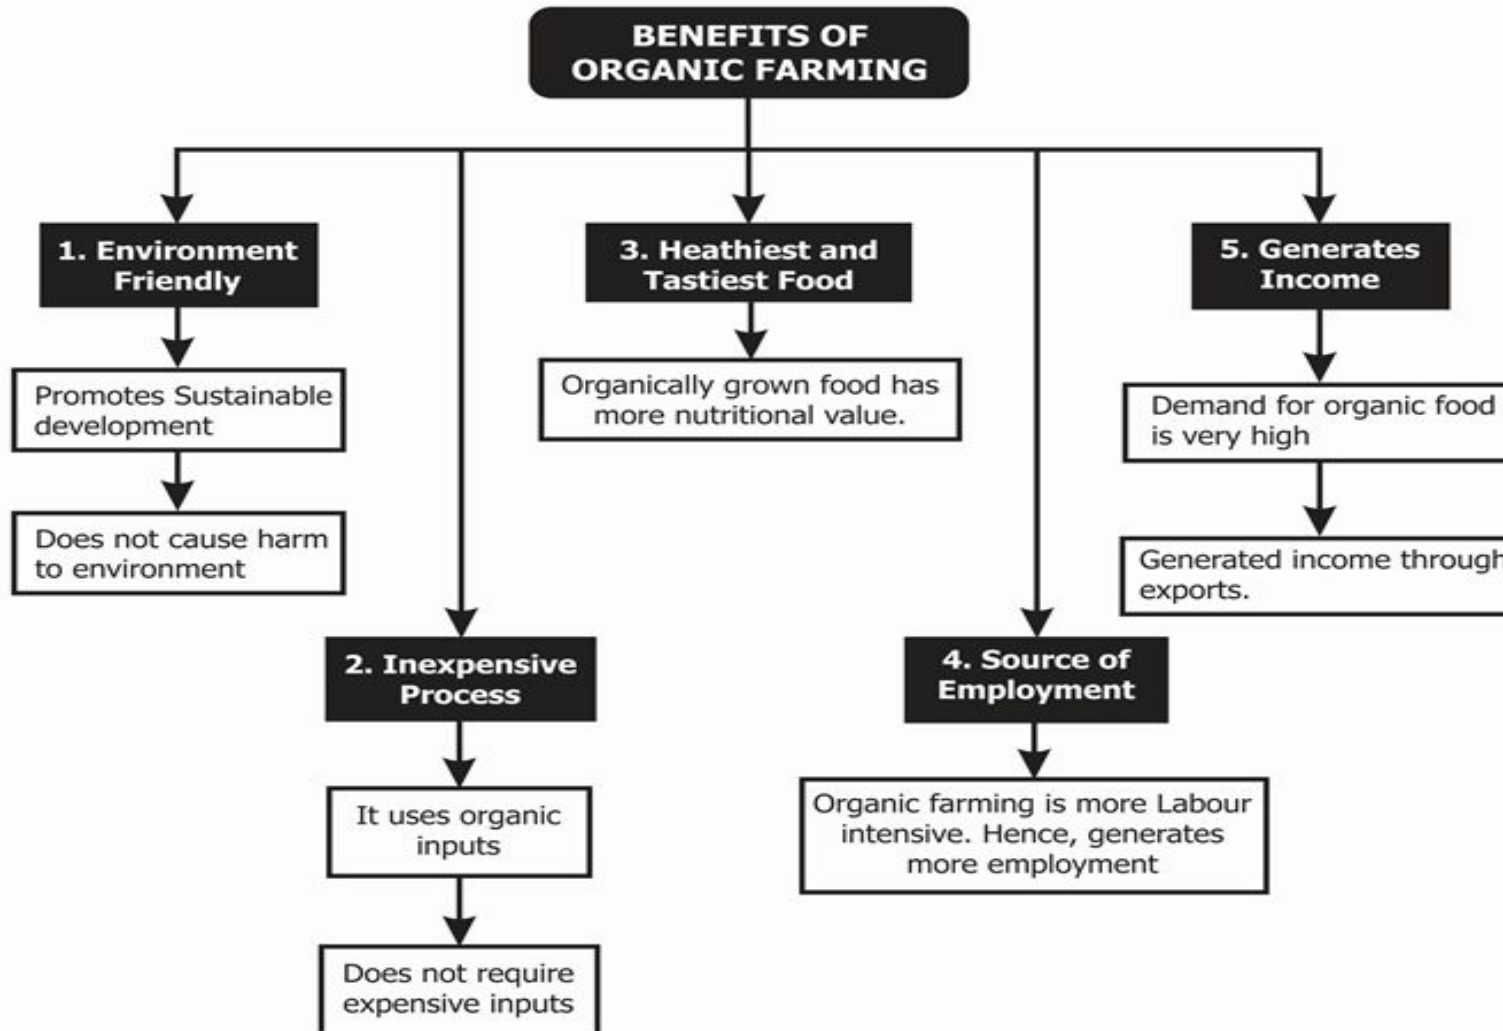 BENEFITS OF
ORGANIC FARMING
1. Environment
Friendly
Promotes Sustainable
development
Does not cause harm
to environment
2. Inexpensive
Process
It uses organic
inputs
Does not require
expensive inputs
3. Heathiest and
Tastiest Food
Organically grown food has
more nutritional value.
4. Source of
Employment
Organic farming is more Labour
intensive. Hence, generates
more employment
5. Generates
Income
Demand for organic food
is very high
Generated income through
exports.